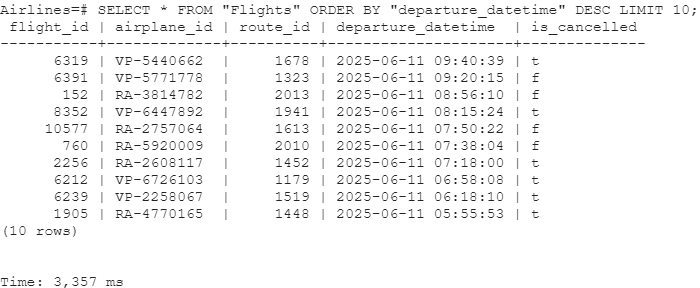 Airlines=# SELECT * FROM "Flights" ORDER BY "departure_datetime" DESC LIMIT 10;
 flight_id | airplane_id | route_id | departure_datetime  | is_cancelled
-----------+-------------+----------+---------------------+--------------
      6319 | VP-5440662  |     1678 | 2025-06-11 09:40:39 | t
      6391 | VP-5771778  |     1323 | 2025-06-11 09:20:15 | f
       152 | RA-3814782  |     2013 | 2025-06-11 08:56:10 | f
      8352 | VP-6447892  |     1941 | 2025-06-11 08:15:24 | t
     10577 | RA-2757064  |     1613 | 2025-06-11 07:50:22 | f
       760 | RA-5920009  |     2010 | 2025-06-11 07:38:04 | f
      2256 | RA-2608117  |     1452 | 2025-06-11 07:18:00 | t
      6212 | VP-6726103  |     1179 | 2025-06-11 06:58:08 | t
      6239 | VP-2258067  |     1519 | 2025-06-11 06:18:10 | t
      1905 | RA-4770165  |     1448 | 2025-06-11 05:55:53 | t
(10 rows)
Time: 3,357 ms